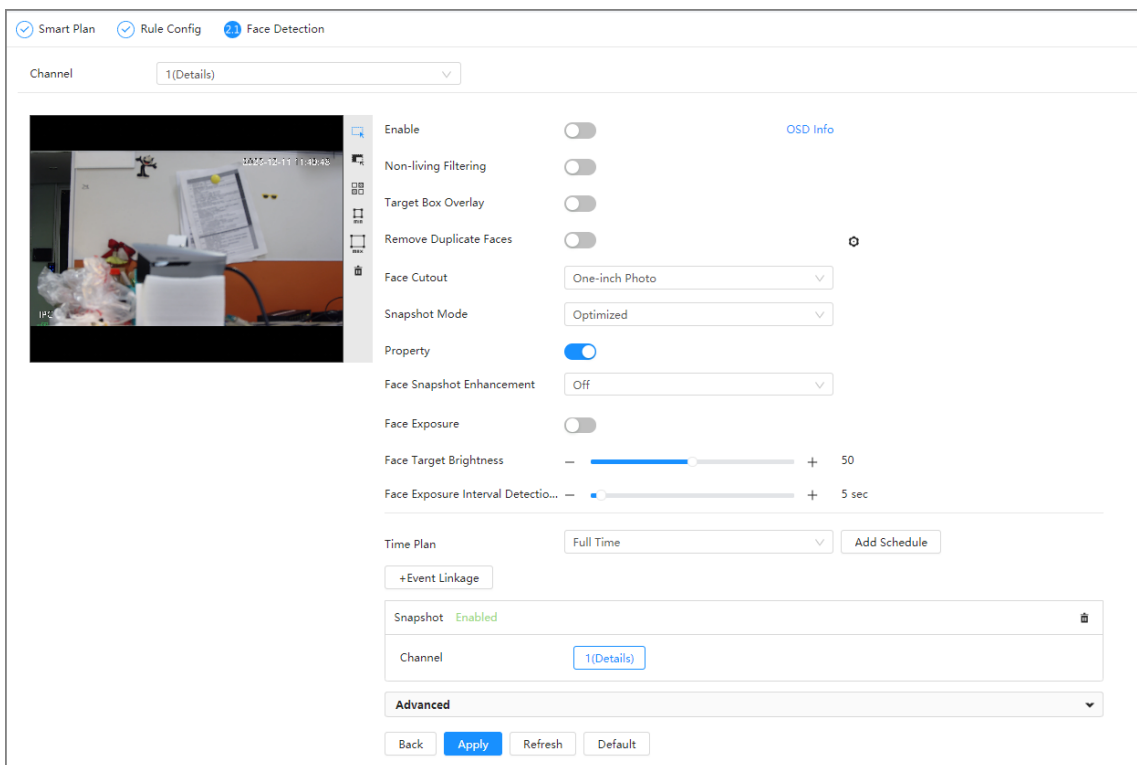 Smart Plan Rule Config 2.1 Face Detection
Channel 1(Details)
Enable OSD Info
Non-living Filtering
Target Box Overlay
Remove Duplicate Faces
Face Cutout One-inch Photo
Snapshot Mode Optimized
Property
Face Snapshot Enhancement Off
Face Exposure
Face Target Brightness − + 50
Face Exposure Interval Detectio... − + 5 sec
Time Plan Full Time Add Schedule
+Event Linkage
Snapshot Enabled
Channel 1(Details)
Advanced
Back Apply Refresh Default
min
max
IPC